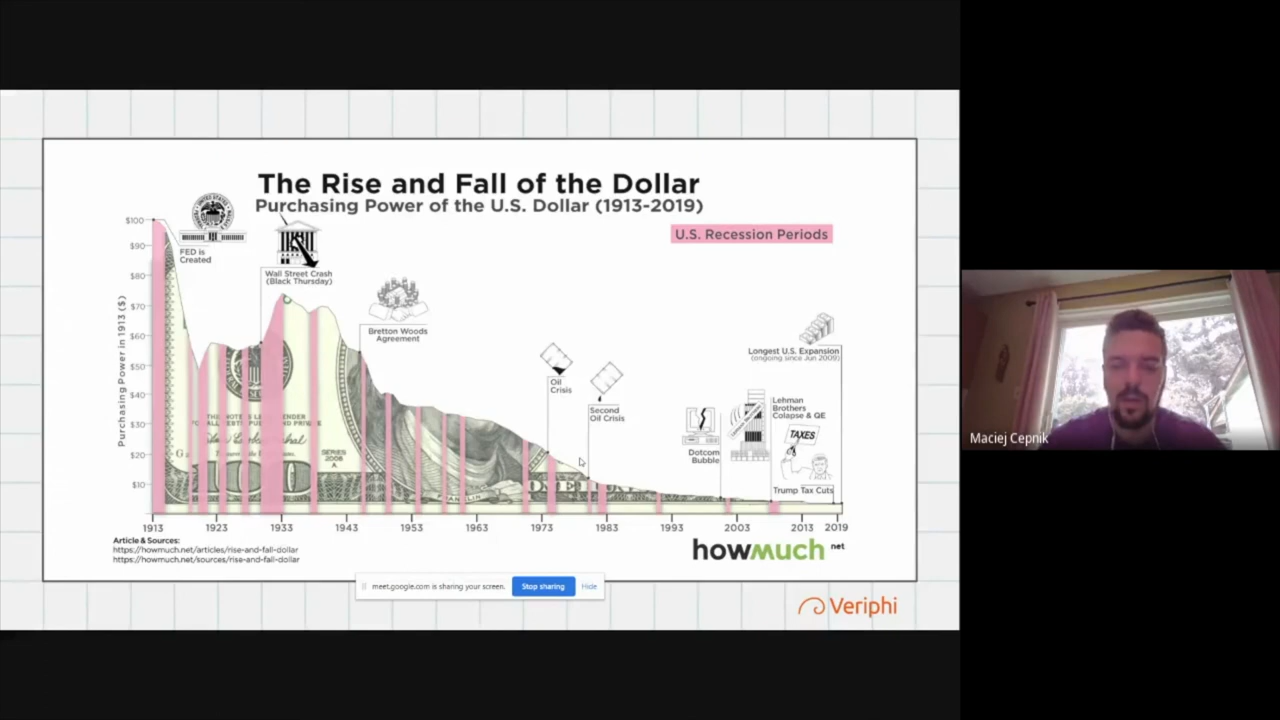 The Rise and Fall of the Dollar
Purchasing Power of the U.S. Dollar (1913-2019)
U.S. Recession Periods
Purchasing Power in 1913 ($)
$100
$90
$80
$70
$60
$50
$40
$30
$20
$10
FED is
Created
Wall Street Crash
(Black Thursday)
Bretton Woods
Agreement
Oil
Crisis
Second
Oil Crisis
Dotcom
Bubble
Lehman
Brothers
Colapse & QE
TAXES
Trump Tax Cuts
Longest U.S. Expansion
(ongoing since Jun 2009)
SERIES
2008
A
FRANKLIN
1913 1923 1933 1943 1953 1963 1973 1983 1993 2003 2013 2019
Article & Sources:
https://howmuch.net/articles/rise-and-fall-dollar
https://howmuch.net/sources/rise-and-fall-dollar
howmuch net
meet.google.com is sharing your screen.
Stop sharing
Hide
Veriphi
Maciej Cepnik